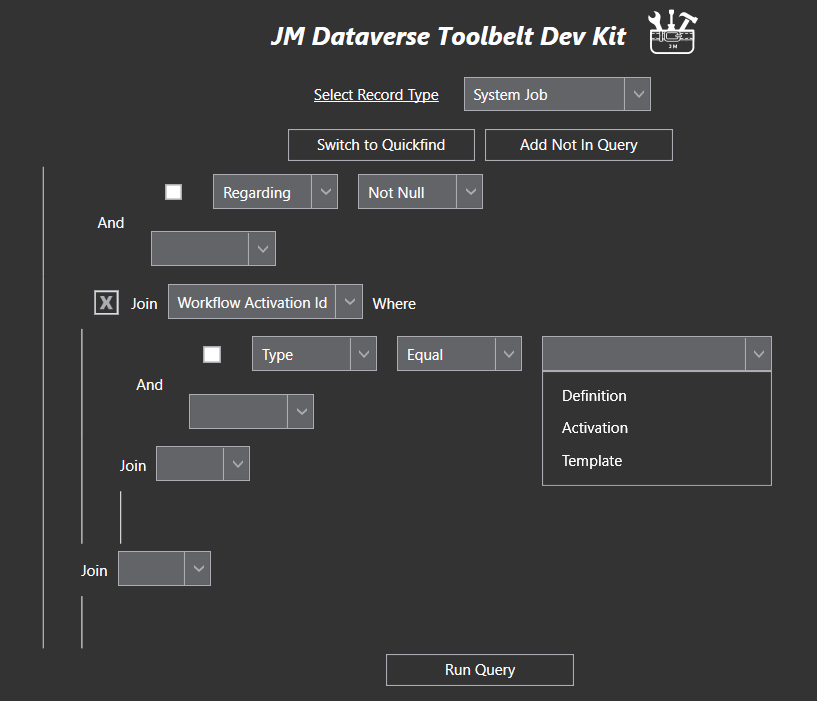 JM Dataverse Toolbelt Dev Kit
JM
Select Record Type System Job
Switch to Quickfind Add Not In Query
Regarding Not Null
And
X Join Workflow Activation Id Where
Type Equal
And
Definition
Activation
Template
Join
Join
Run Query